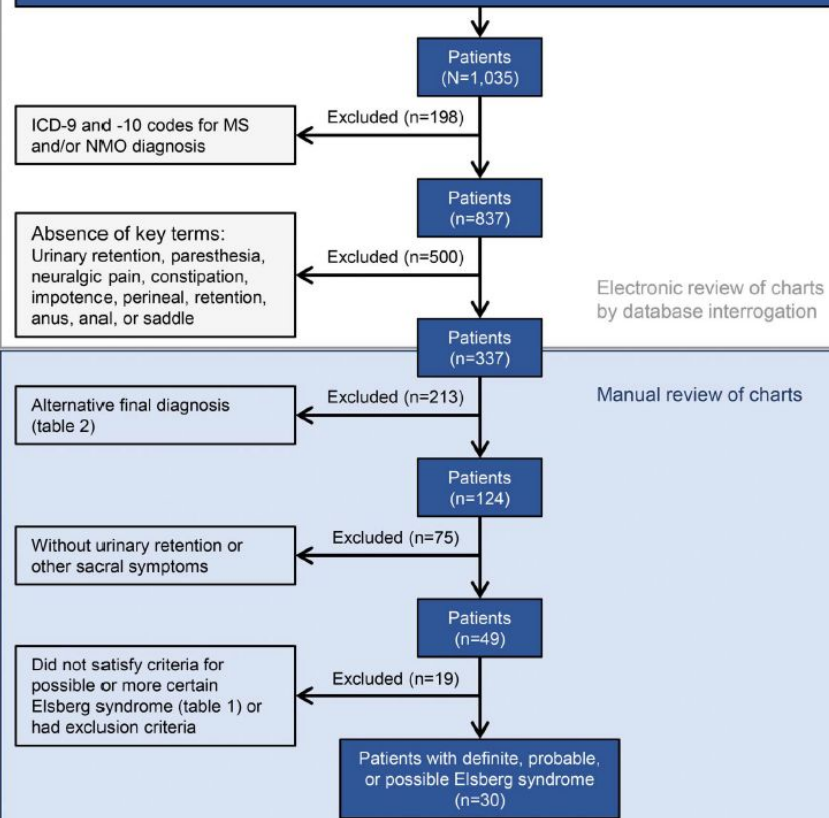 Patients
(N=1,035)
Excluded (n=198)
ICD-9 and -10 codes for MS
and/or NMO diagnosis
Patients
(n=837)
Absence of key terms:
Urinary retention, paresthesia,
neuralgic pain, constipation,
impotence, perineal, retention,
anus, anal, or saddle
Excluded (n=500)
Electronic review of charts
by database interrogation
Patients
(n=337)
Manual review of charts
Excluded (n=213)
Alternative final diagnosis
(table 2)
Patients
(n=124)
Excluded (n=75)
Without urinary retention or
other sacral symptoms
Patients
(n=49)
Did not satisfy criteria for
possible or more certain
Elsberg syndrome (table 1) or
had exclusion criteria
Excluded (n=19)
Patients with definite, probable,
or possible Elsberg syndrome
(n=30)